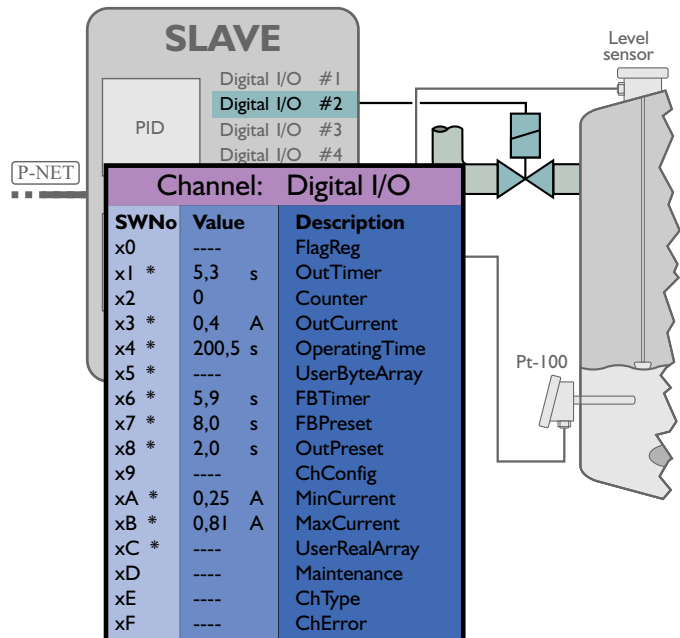 SLAVE
Level
sensor
Digital I/O #1
Digital I/O #2
PID
Digital I/O #3
Digital I/O #4
P-NET
Channel: Digital I/O
SWNo Value Description
x0 ---- FlagReg
x1 * 5,3 s OutTimer
x2 0 Counter
x3 * 0,4 A OutCurrent
x4 * 200,5 s OperatingTime
x5 * ---- UserByteArray
x6 * 5,9 s FBTimer
x7 * 8,0 s FBPreset
x8 * 2,0 s OutPreset
x9 ---- ChConfig
xA * 0,25 A MinCurrent
xB * 0,81 A MaxCurrent
xC * ---- UserRealArray
xD ---- Maintenance
xE ---- ChType
xF ---- ChError
Pt-100